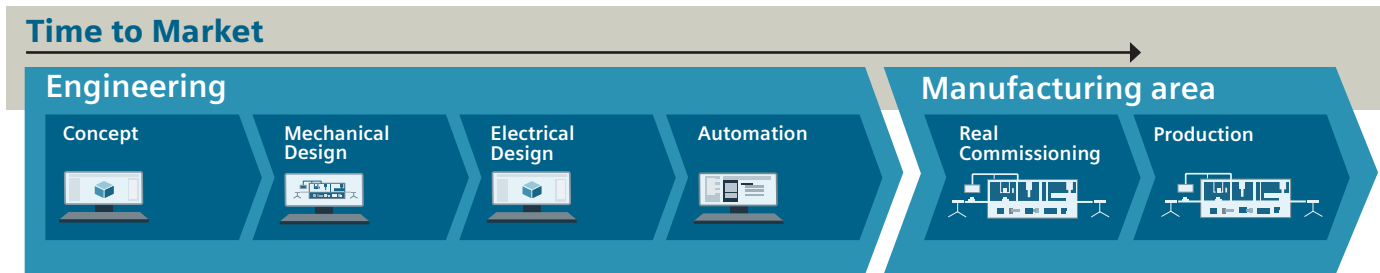 Time to Market
Engineering
Manufacturing area
Concept
Mechanical
Design
Electrical
Design
Automation
Real
Commissioning
Production